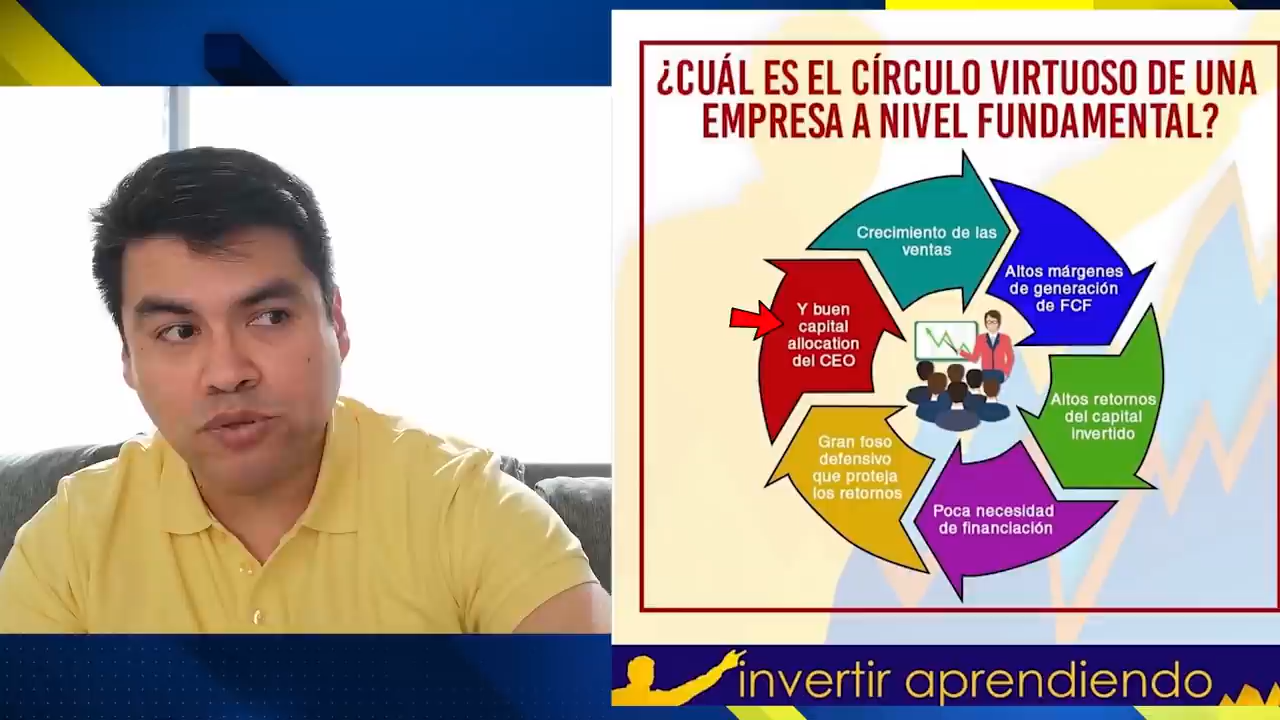 ¿CUÁL ES EL CÍRCULO VIRTUOSO DE UNA
EMPRESA A NIVEL FUNDAMENTAL?
Crecimiento de las
ventas
Altos márgenes
de generación
de FCF
Altos retornos
del capital
invertido
Poca necesidad
de financiación
Gran foso
defensivo
que proteja
los retornos
Y buen
capital
allocation
del CEO
invertir aprendiendo